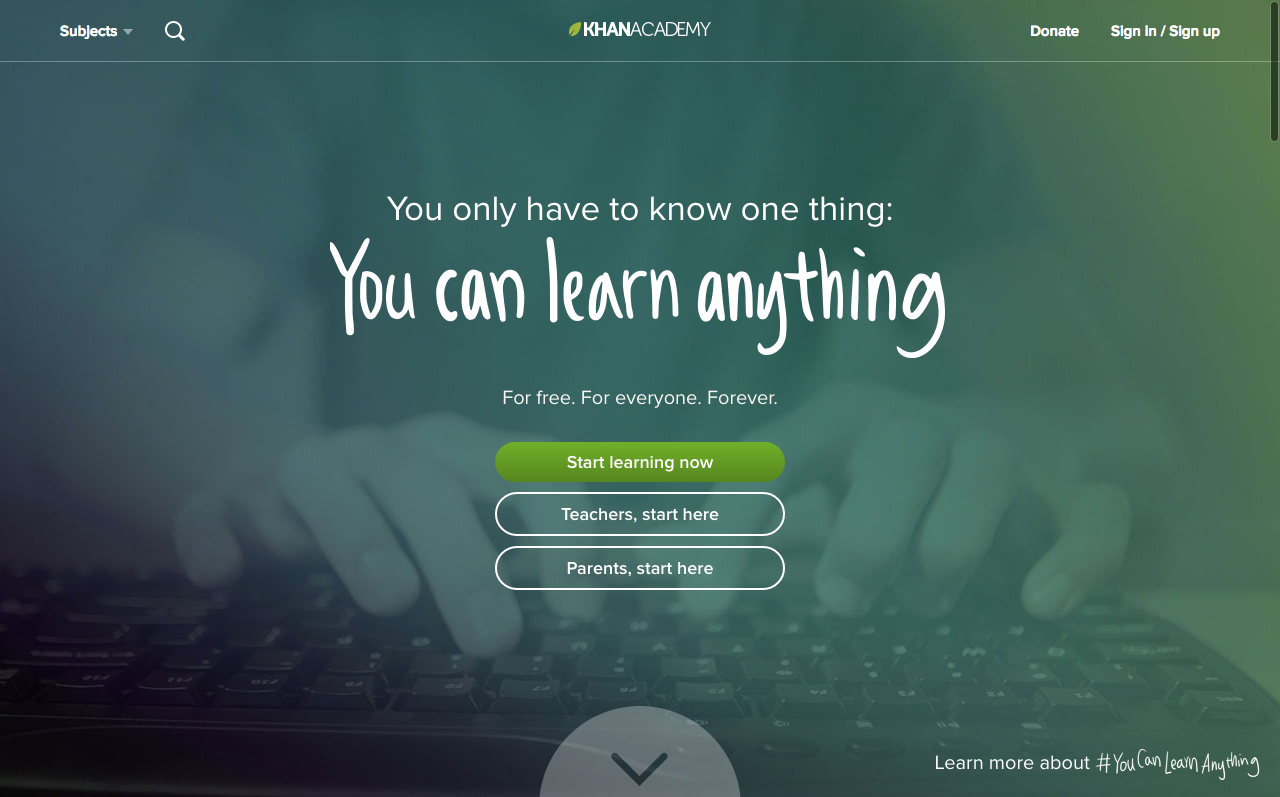 Subjects
KHANACADEMY
Donate
Sign in / Sign up
You only have to know one thing:
You can learn anything
For free. For everyone. Forever.
Start learning now
Teachers, start here
Parents, start here
Learn more about #YouCanLearnAnything